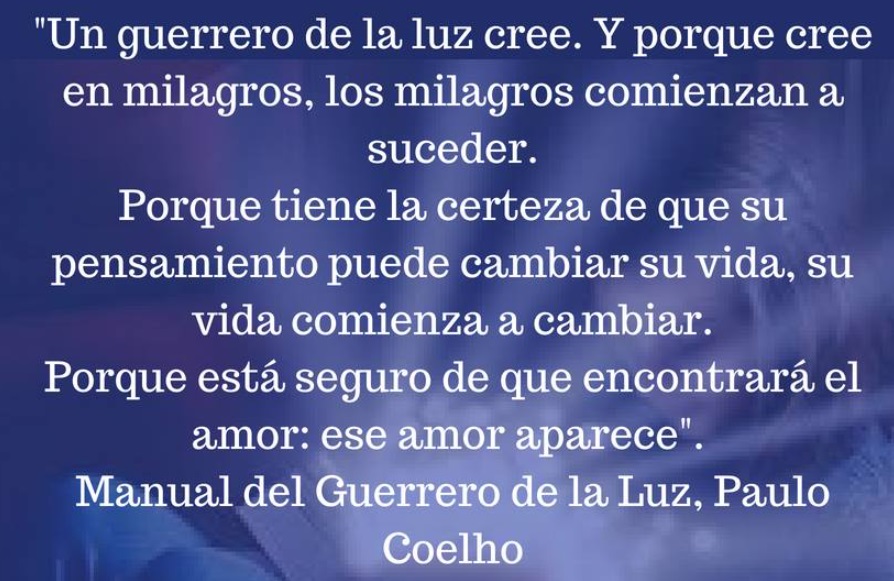 "Un guerrero de la luz cree. Y porque cree
en milagros, los milagros comienzan a
suceder.
Porque tiene la certeza de que su
pensamiento puede cambiar su vida, su
vida comienza a cambiar.
Porque está seguro de que encontrará el
amor: ese amor aparece".
Manual del Guerrero de la Luz, Paulo
Coelho